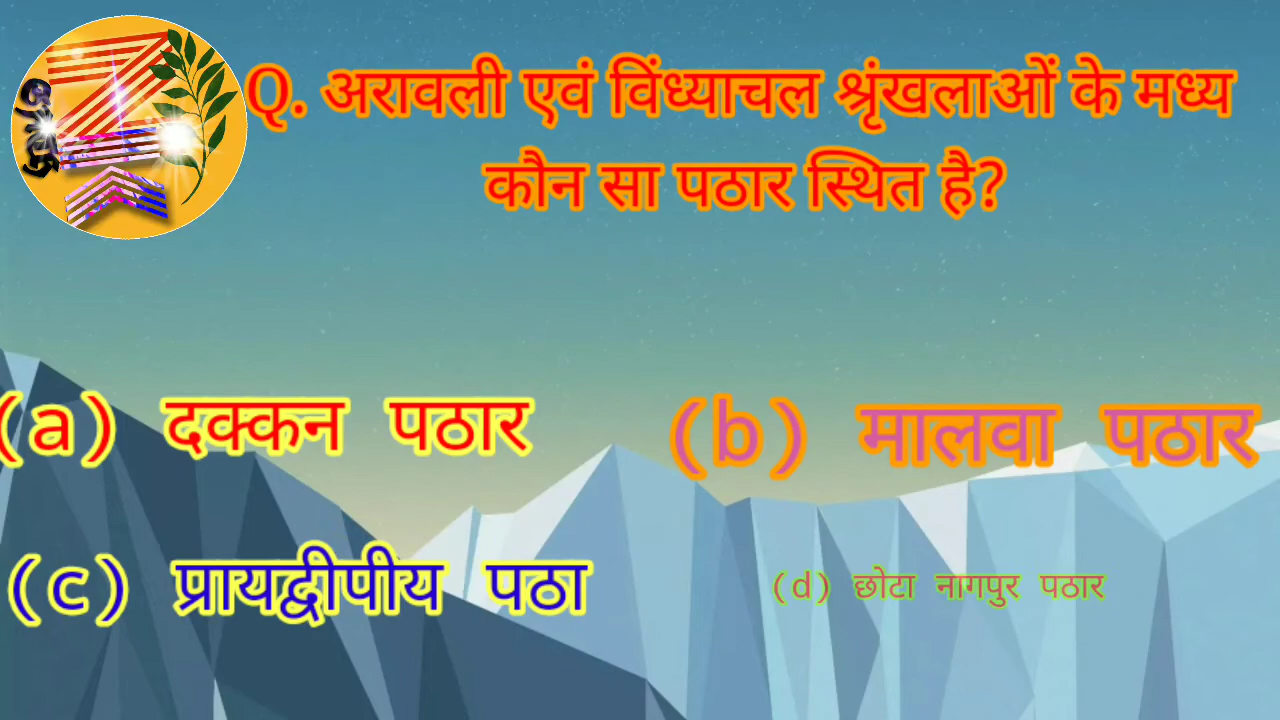 Q. अरावली एवं विंध्याचल श्रृंखलाओं के मध्य
कौन सा पठार स्थित है?
(a) दक्कन पठार
(b) मालवा पठार
(c) प्रायद्वीपीय पठा
(d) छोटा नागपुर पठार